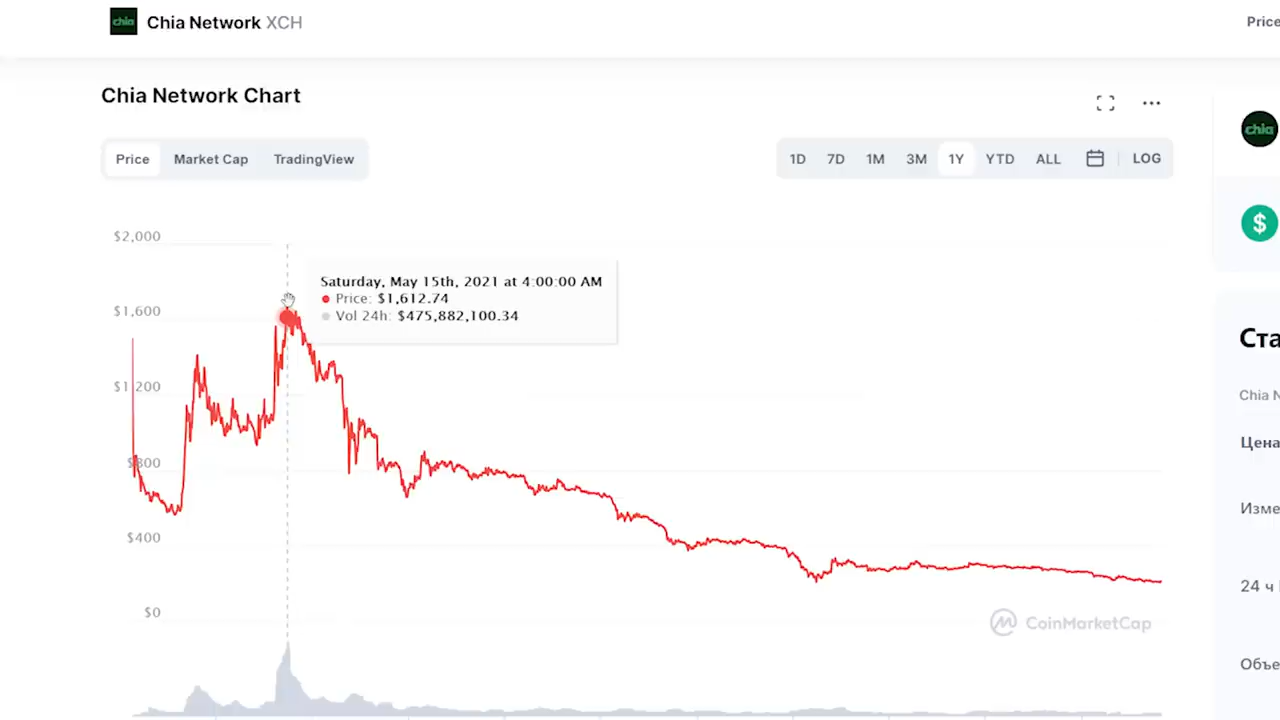 chia Chia Network XCH
Price
Chia Network Chart
chia
Price Market Cap TradingView
1D 7D 1M 3M 1Y YTD ALL LOG
$2,000
$
Saturday, May 15th, 2021 at 4:00:00 AM
Price: $1,612.74
Vol 24h: $475,882,100.34
$1,600
Ста
$1,200
Chia N
Цена
$800
Изме
$400
24 ч
$0
CoinMarketCap
Объе